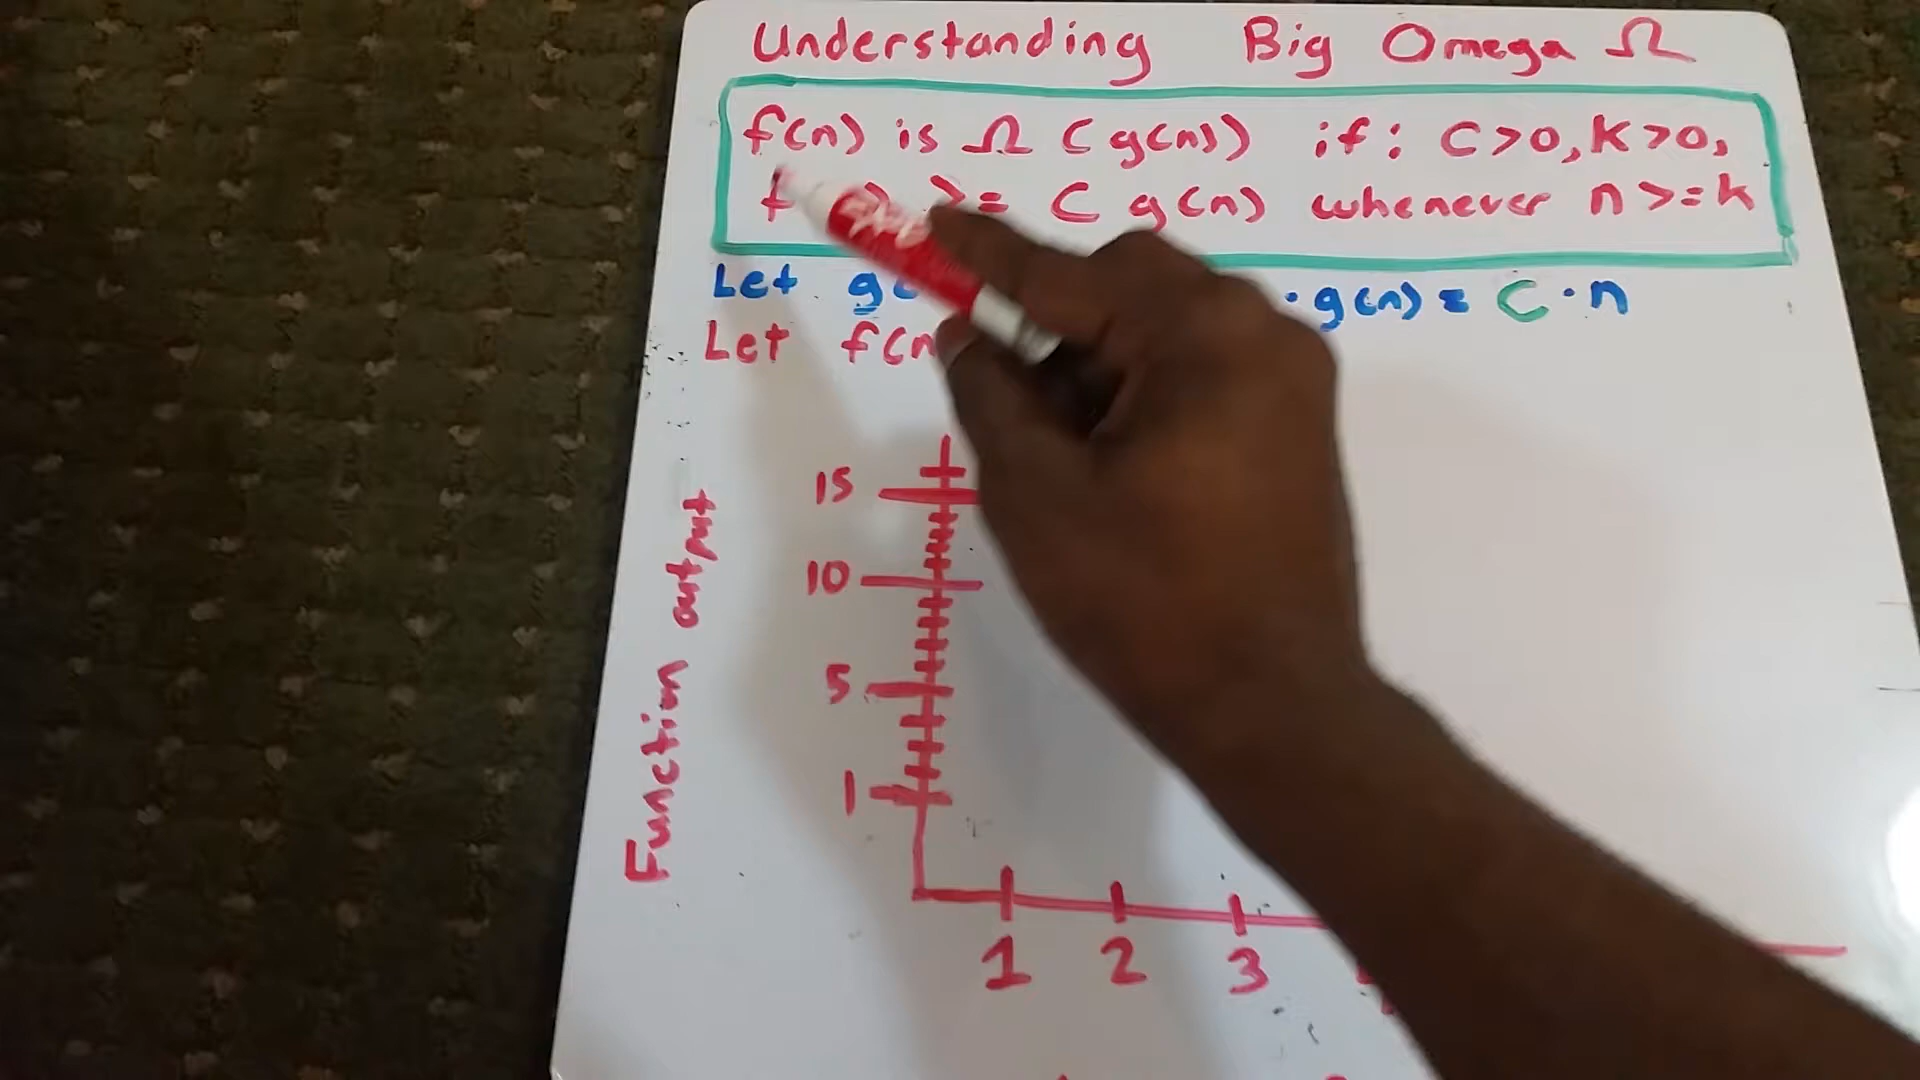 Understanding Big Omega Ω
f(n) is Ω (g(n)) if: C>0, K>0,
>= C g(n) whenever n >= k
Let · g(n) = C · n
Let f(n
15
10
5
1
Function output
1 2 3